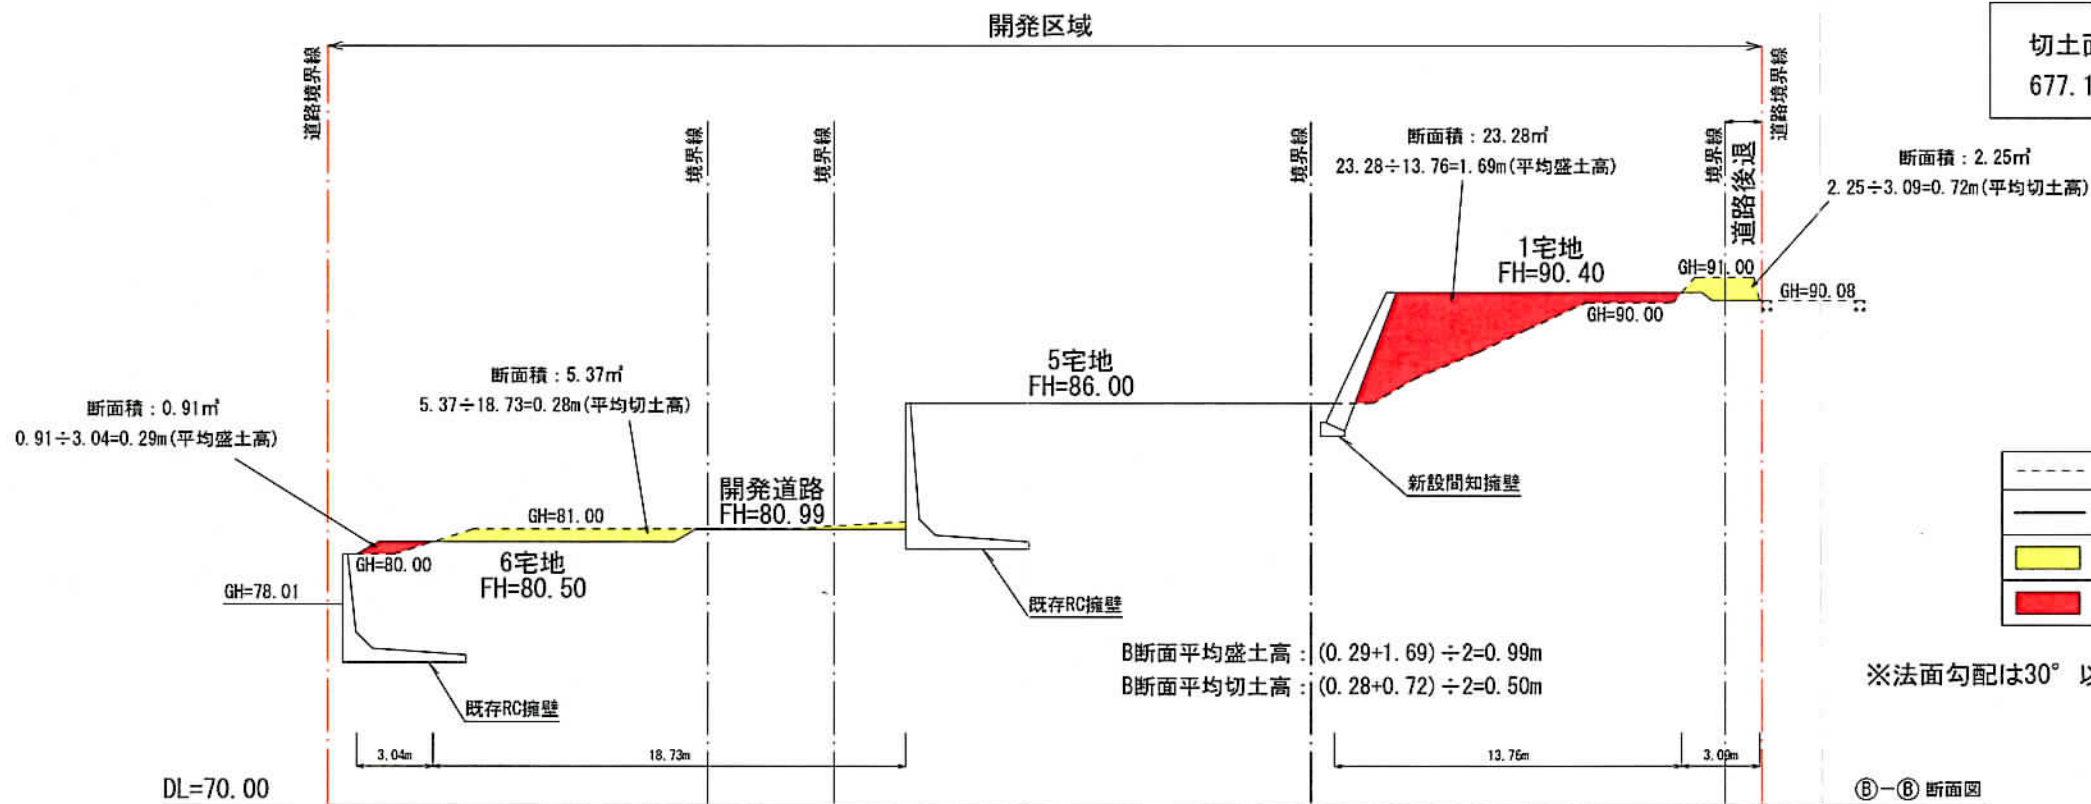 開発区域
切土面
677.1
道路境界線
境界線
境界線
境界線
境界線
道路後退
道路境界線
断面積：23.28㎡
23.28÷13.76=1.69m(平均盛土高)
断面積：2.25㎡
2.25÷3.09=0.72m(平均切土高)
1宅地
FH=90.40
GH=91.00
GH=90.08
GH=90.00
5宅地
FH=86.00
断面積：5.37㎡
5.37÷18.73=0.28m(平均切土高)
断面積：0.91㎡
0.91÷3.04=0.29m(平均盛土高)
新設間知擁壁
開発道路
FH=80.99
GH=81.00
GH=80.00
6宅地
FH=80.50
GH=78.01
既存RC擁壁
既存RC擁壁
B断面平均盛土高：(0.29+1.69)÷2=0.99m
B断面平均切土高：(0.28+0.72)÷2=0.50m
※法面勾配は30° 以
3.04m
18.73m
13.76m
3.09m
DL=70.00
Ⓑ－Ⓑ 断面図